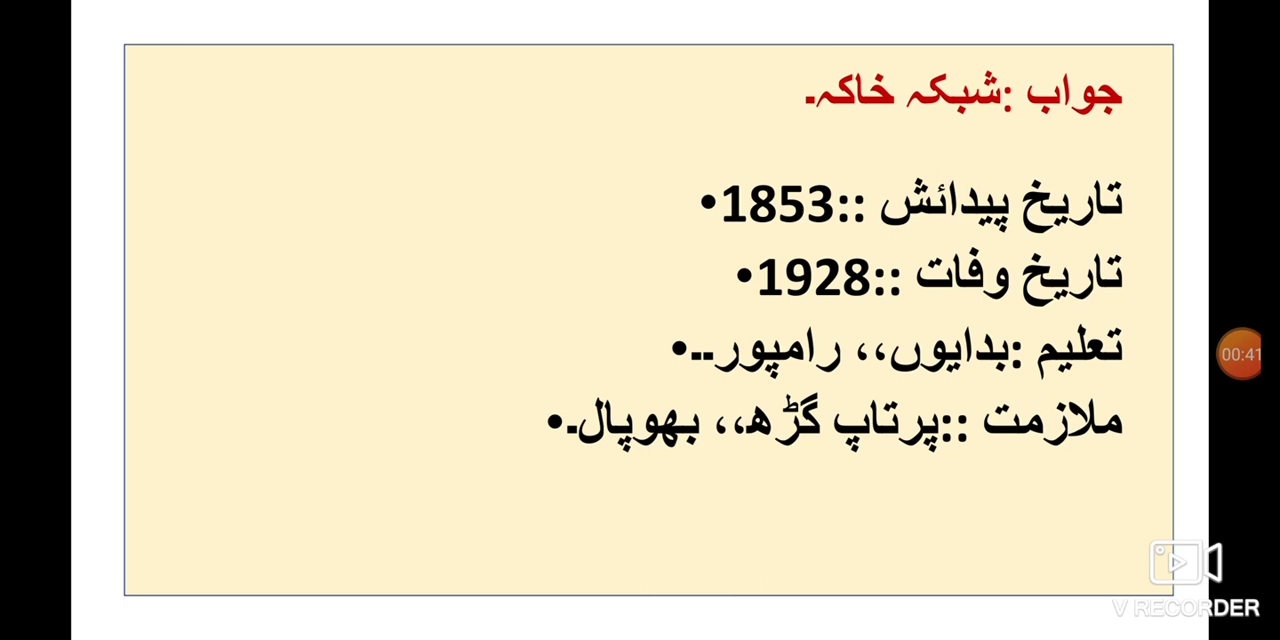 جواب :شبکہ خاکہ۔
تاریخ پیدائش ::1853•
تاریخ وفات ::1928•
تعلیم :بدایوں،، رامپور۔۔•
ملازمت ::پرتاپ گڑھ،، بھوپال۔•
00:41
V RECORDER